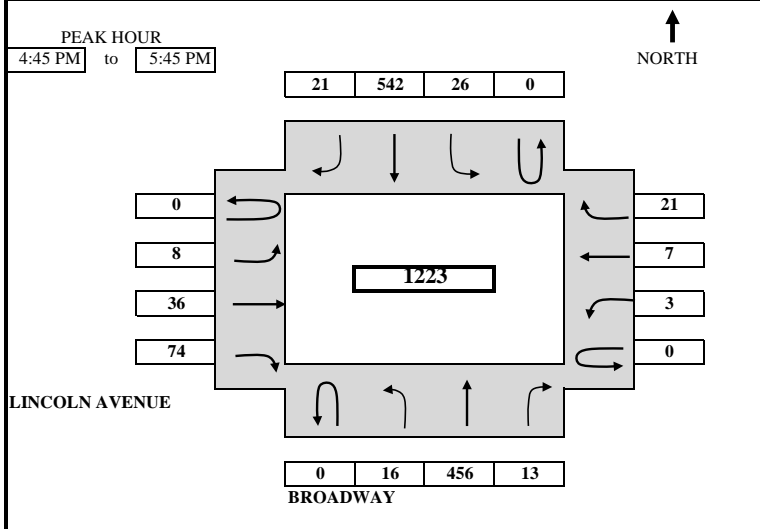 PEAK HOUR
4:45 PM to 5:45 PM
NORTH
21 542 26 0
0 21
8 7
1223
36 3
74 0
LINCOLN AVENUE
0 16 456 13
BROADWAY